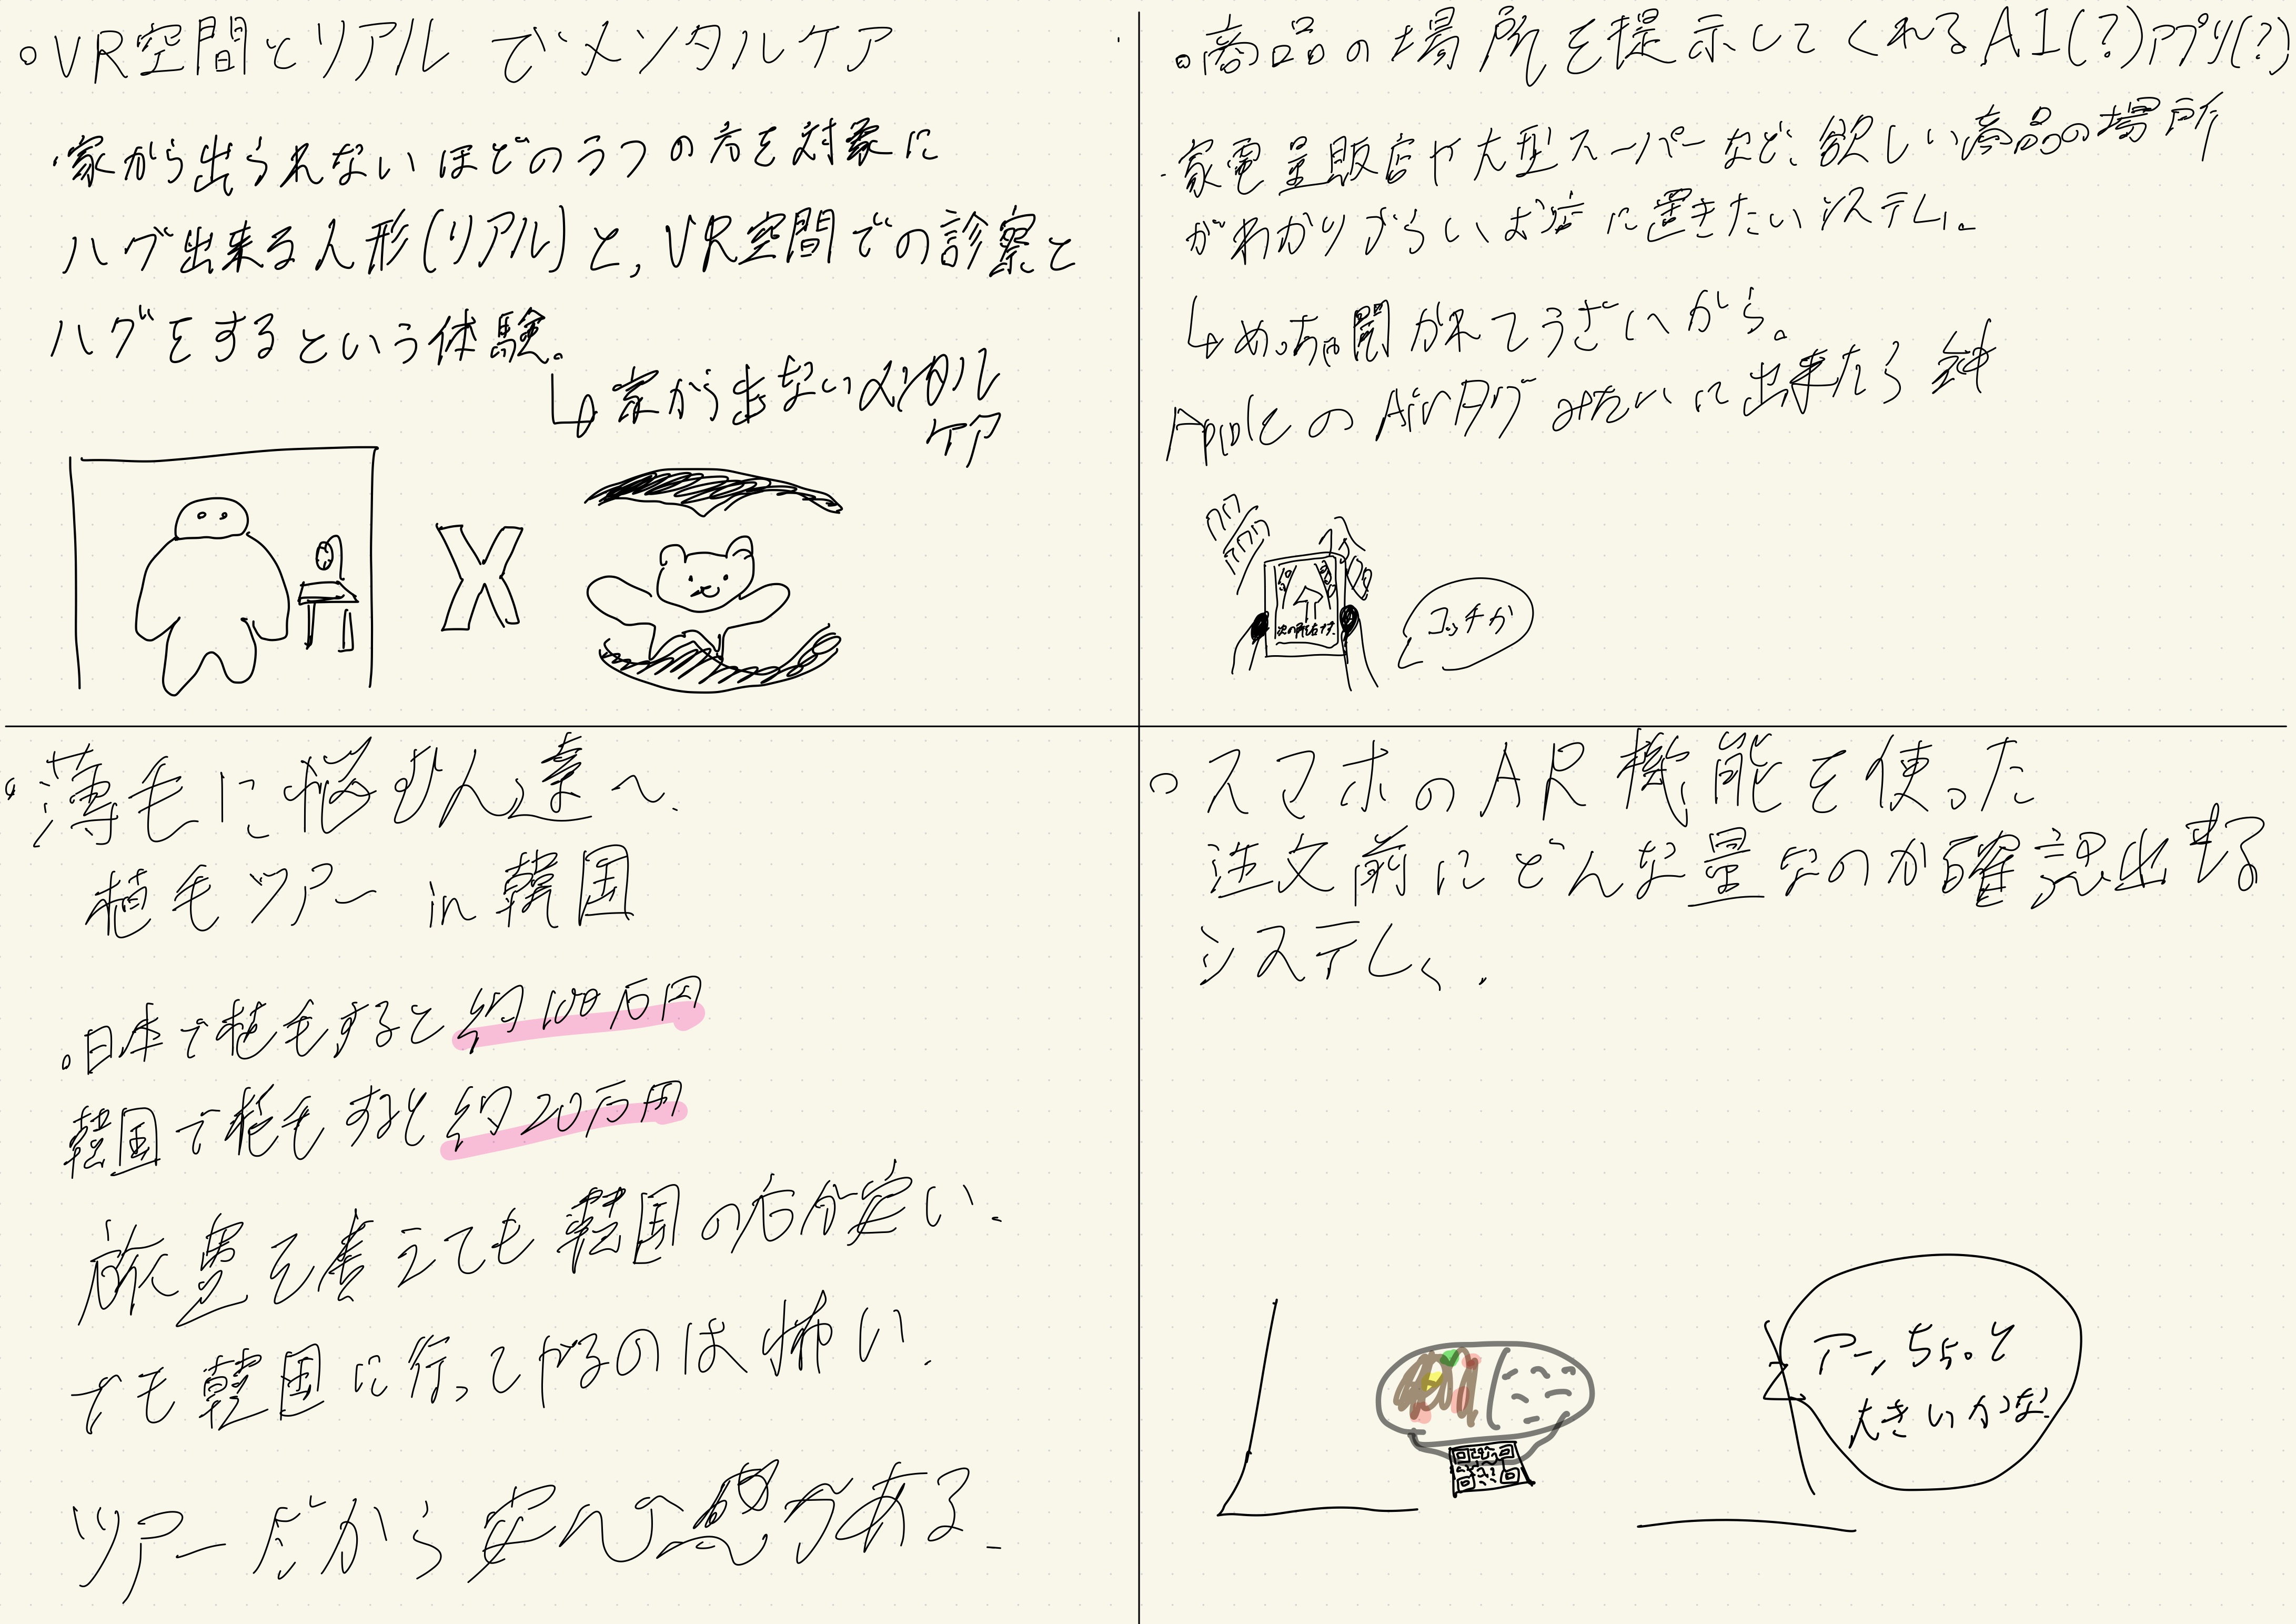 VR空間とリアルでメンタルケア
・家から出られないほどのうつの方を対象に
ハグ出来る人形(リアル)と,VR空間での診察と
ハグをするという体験。
↳家から出ないメンタル
ケア
X
。商品の場所を提示してくれるAI(?)アプリ(?)
・家電量販店や大型スーパーなど、欲しい商品の場所
がわかりづらいお店に置きたいシステム。
↳めっちゃ聞かれてうざいから。
AppleのAirタグみたいに出来たら神
コッチか
・薄毛に悩む人達へ.
植毛ツアー in 韓国
。日本で植毛すると約100万円
韓国で植毛すると約20万円
旅費を考えても韓国の方が安い.
でも韓国に行ってやるのは怖い.
ツアーだから安心感がある.
○スマホのAR機能を使った
注文前にどんな量なのか確認出来る
システム.
アー,ちょっと
大きいかな